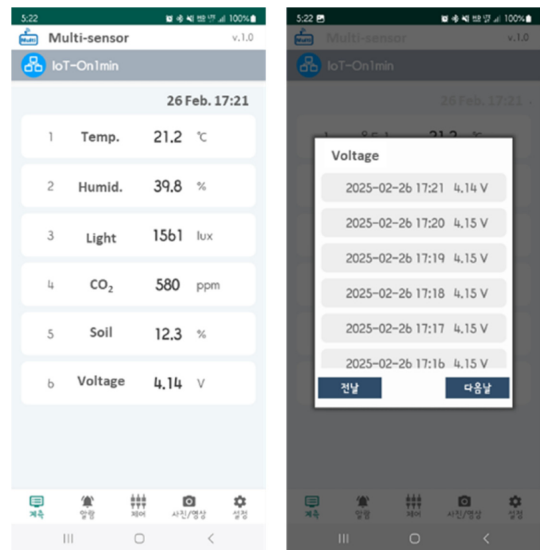 5:22
100%
Multi-sensor
v.1.0
IoT-On1min
26 Feb. 17:21
1 Temp. 21.2 ℃
2 Humid. 39.8 %
3 Light 1561 lux
4 CO₂ 580 ppm
5 Soil 12.3 %
6 Voltage 4.14 V
계측 알람 제어 사진/영상 설정
5:22
100%
Multi-sensor
v.1.0
IoT-On1min
26 Feb. 17:21
21.2 ℃
Voltage
2025-02-26 17:21 4.14 V
2025-02-26 17:20 4.15 V
2025-02-26 17:19 4.15 V
2025-02-26 17:18 4.15 V
2025-02-26 17:17 4.15 V
2025-02-26 17:16 4.15 V
전날 다음날
계측 알람 제어 사진/영상 설정